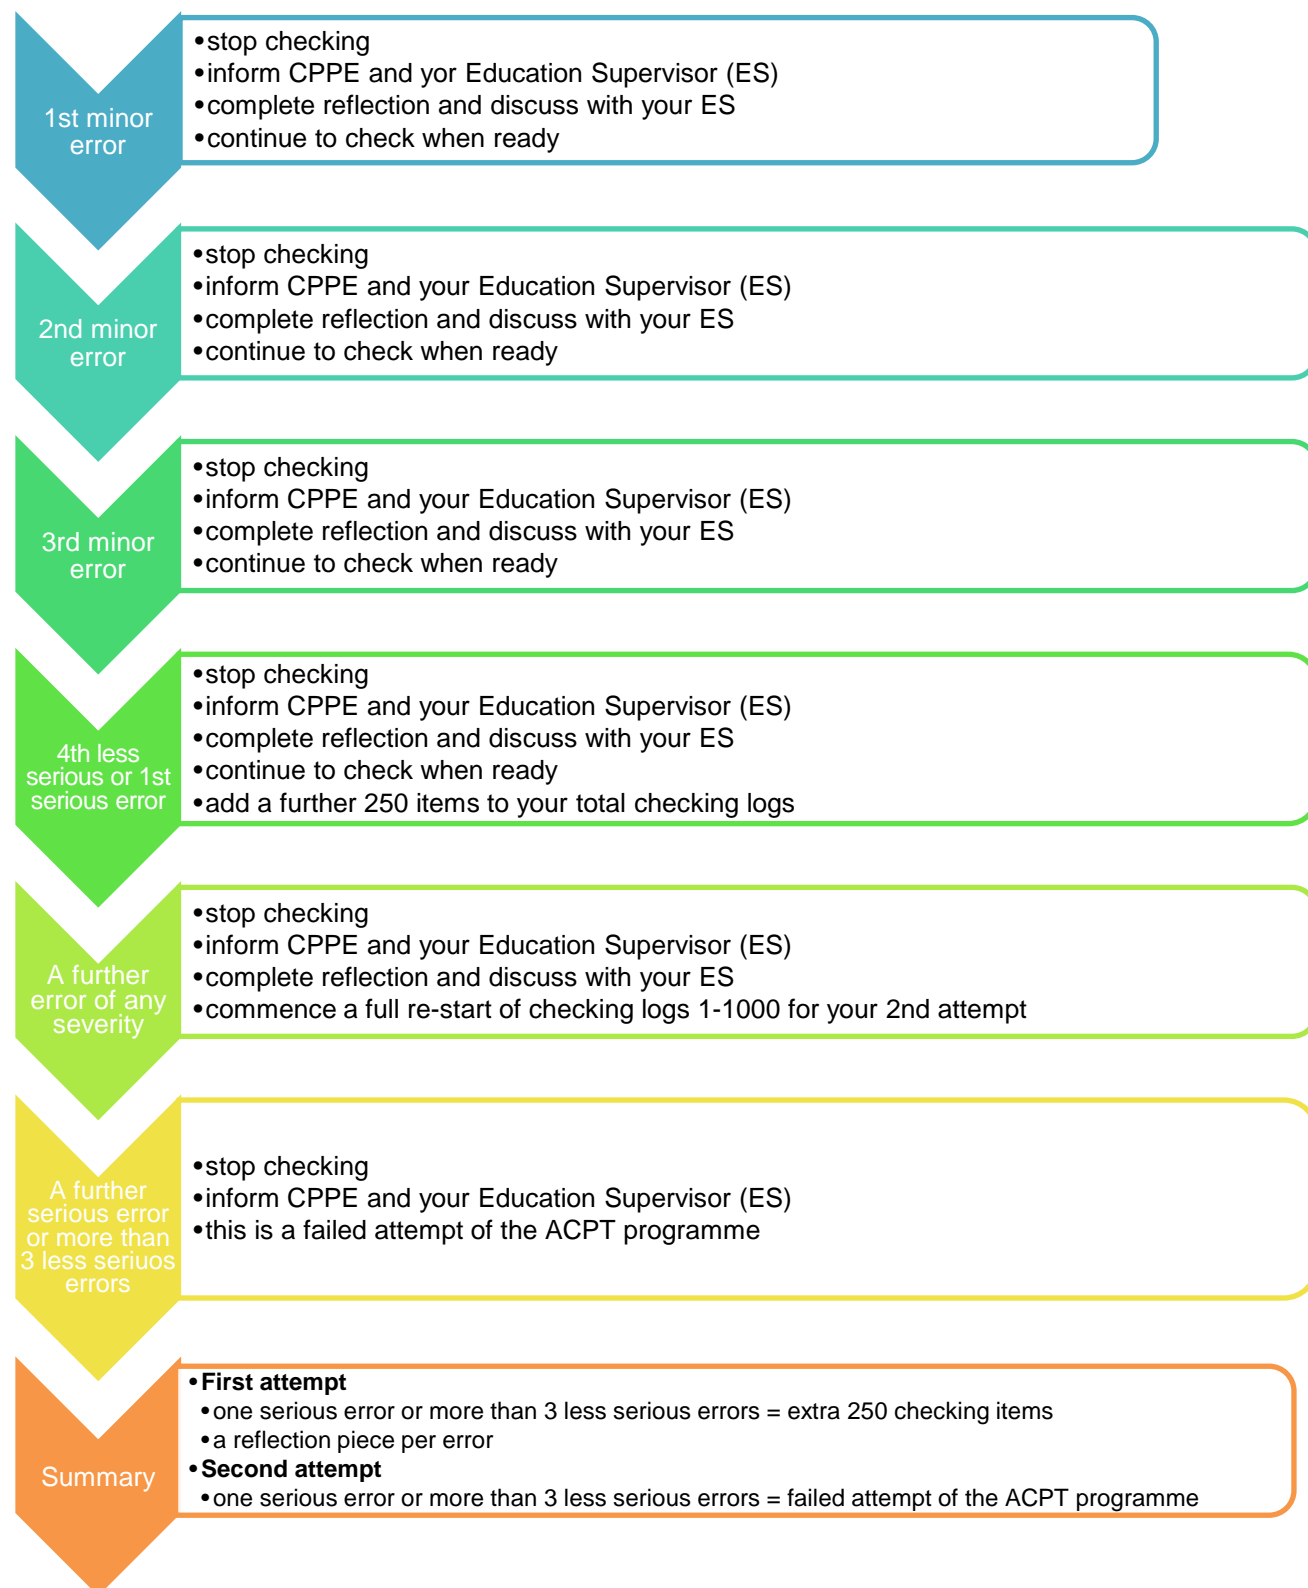 1st minor
error
•stop checking
•inform CPPE and yor Education Supervisor (ES)
•complete reflection and discuss with your ES
•continue to check when ready
2nd minor
error
•stop checking
•inform CPPE and your Education Supervisor (ES)
•complete reflection and discuss with your ES
•continue to check when ready
3rd minor
error
•stop checking
•inform CPPE and your Education Supervisor (ES)
•complete reflection and discuss with your ES
•continue to check when ready
4th less
serious or 1st
serious error
•stop checking
•inform CPPE and your Education Supervisor (ES)
•complete reflection and discuss with your ES
•continue to check when ready
•add a further 250 items to your total checking logs
A further
error of any
severity
•stop checking
•inform CPPE and your Education Supervisor (ES)
•complete reflection and discuss with your ES
•commence a full re-start of checking logs 1-1000 for your 2nd attempt
A further
serious error
or more than
3 less seriuos
errors
•stop checking
•inform CPPE and your Education Supervisor (ES)
•this is a failed attempt of the ACPT programme
Summary
•First attempt
•one serious error or more than 3 less serious errors = extra 250 checking items
•a reflection piece per error
•Second attempt
•one serious error or more than 3 less serious errors = failed attempt of the ACPT programme